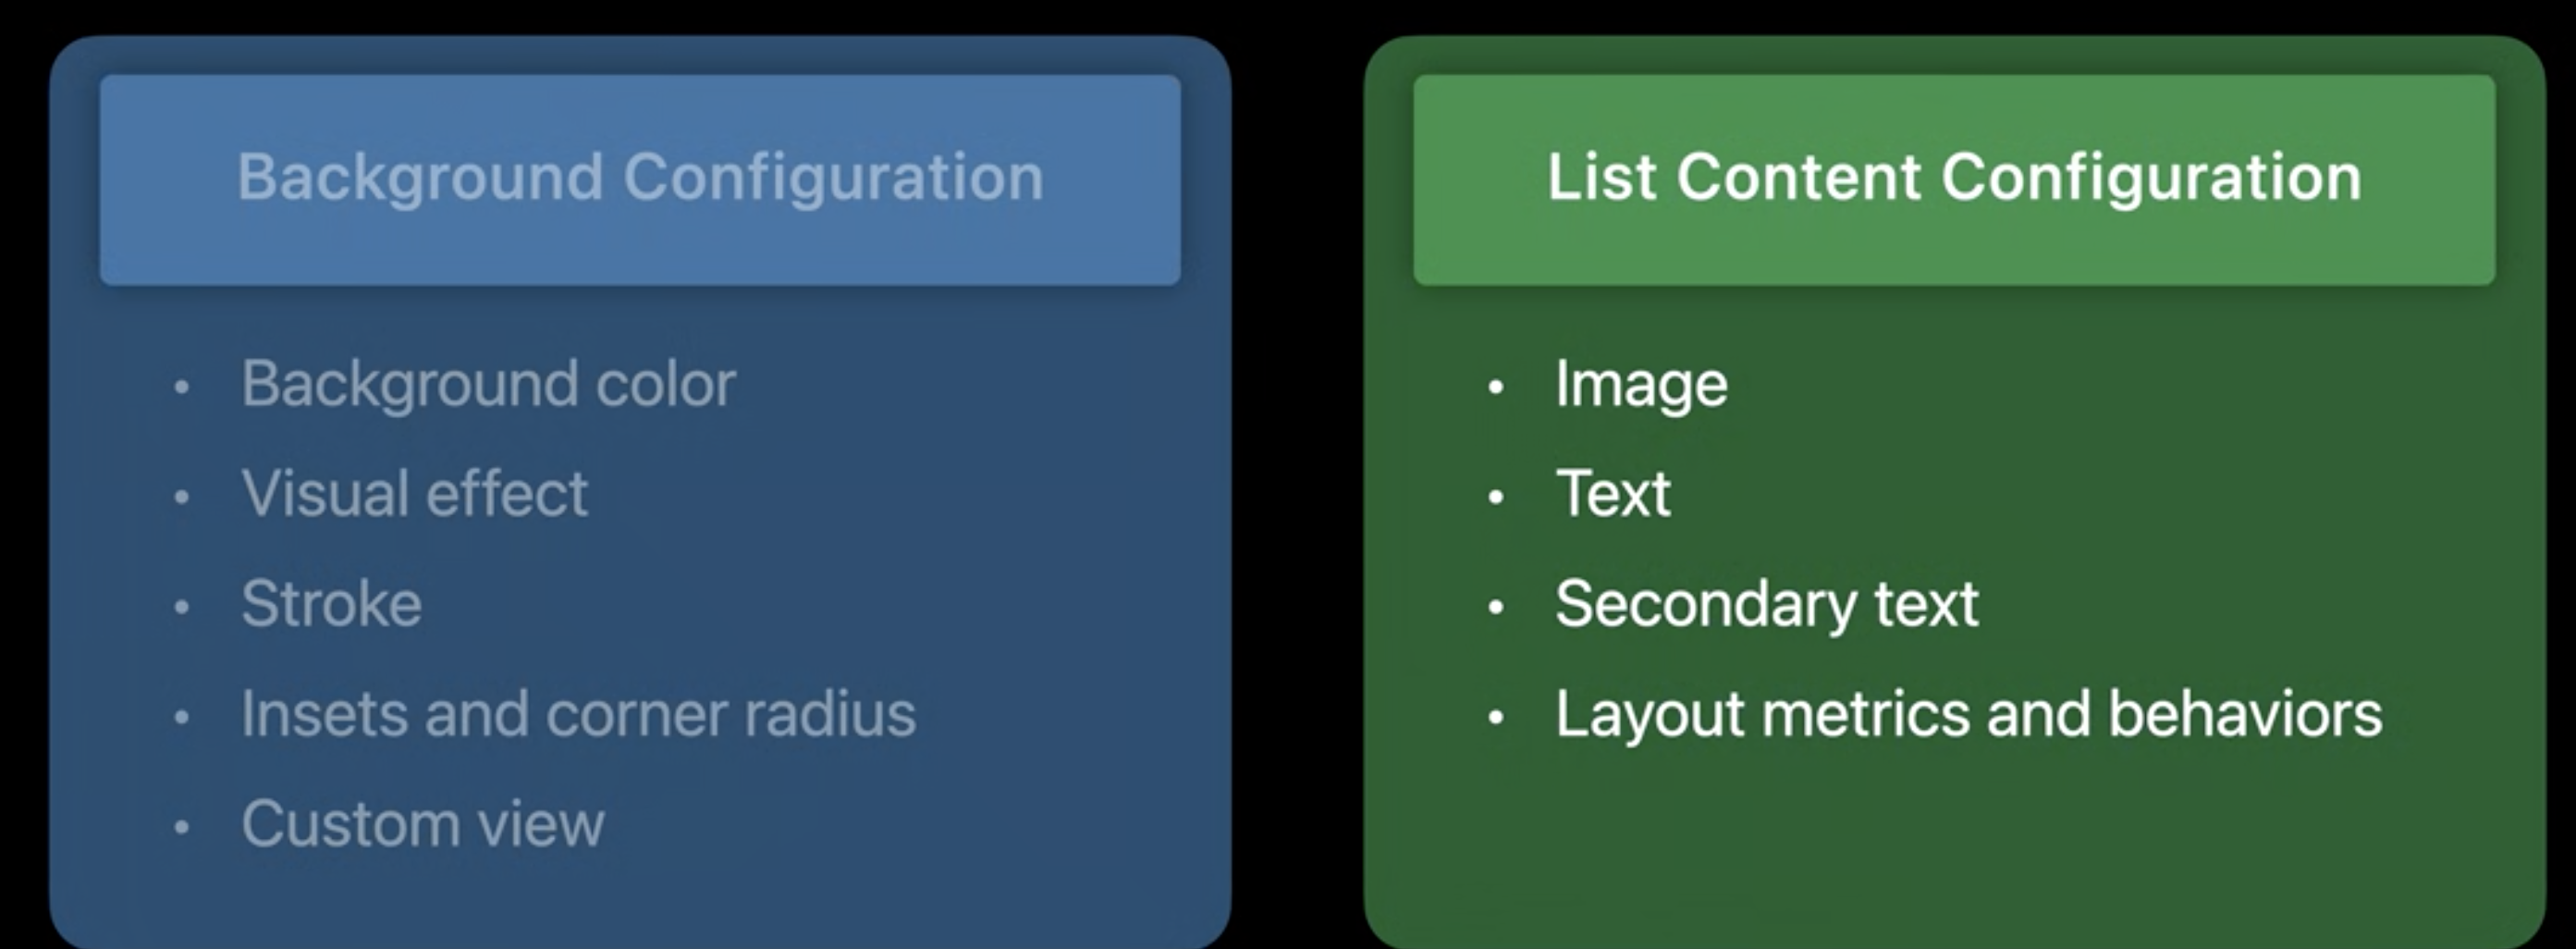 Background Configuration
• Background color
• Visual effect
• Stroke
• Insets and corner radius
• Custom view
List Content Configuration
• Image
• Text
• Secondary text
• Layout metrics and behaviors